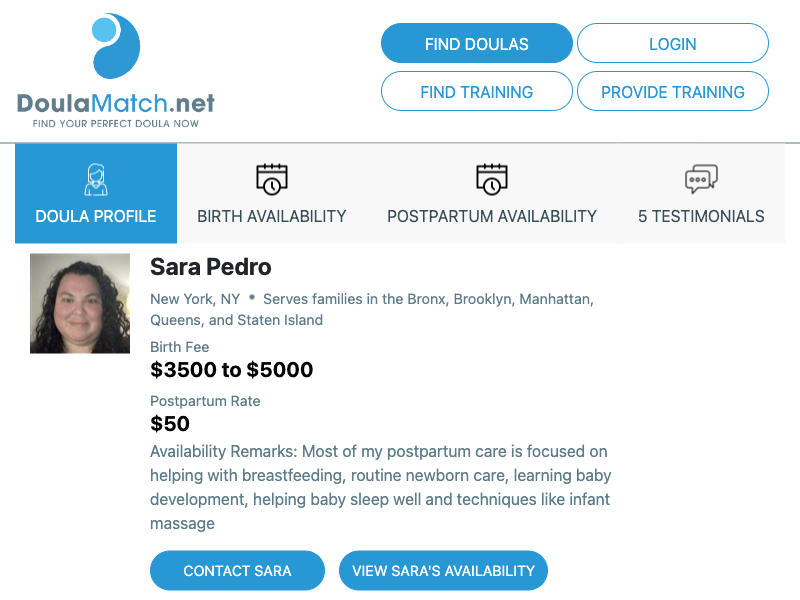 DoulaMatch.net
FIND YOUR PERFECT DOULA NOW
FIND DOULAS
LOGIN
FIND TRAINING
PROVIDE TRAINING
DOULA PROFILE
BIRTH AVAILABILITY
POSTPARTUM AVAILABILITY
5 TESTIMONIALS
Sara Pedro
New York, NY • Serves families in the Bronx, Brooklyn, Manhattan,
Queens, and Staten Island
Birth Fee
$3500 to $5000
Postpartum Rate
$50
Availability Remarks: Most of my postpartum care is focused on
helping with breastfeeding, routine newborn care, learning baby
development, helping baby sleep well and techniques like infant
massage
CONTACT SARA
VIEW SARA'S AVAILABILITY